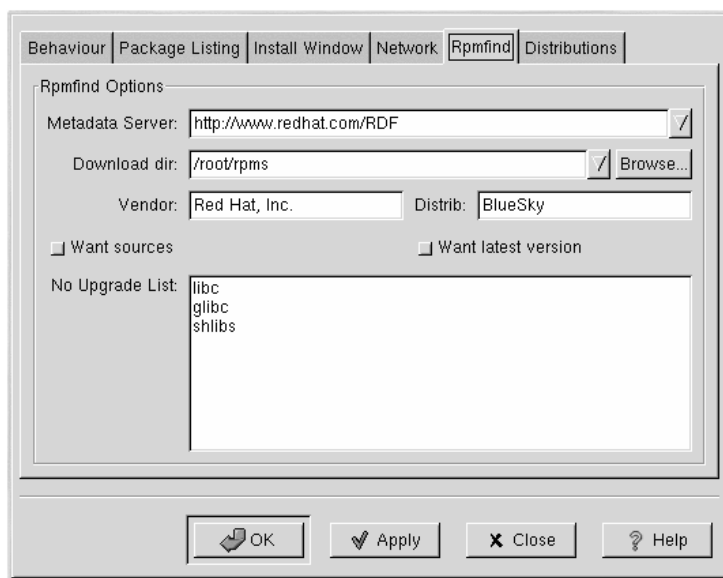 Behaviour Package Listing Install Window Network Rpmfind Distributions
Rpmfind Options
Metadata Server: http://www.redhat.com/RDF
Download dir: /root/rpms Browse...
Vendor: Red Hat, Inc. Distrib: BlueSky
Want sources Want latest version
No Upgrade List: libc
glibc
shlibs
OK Apply Close Help